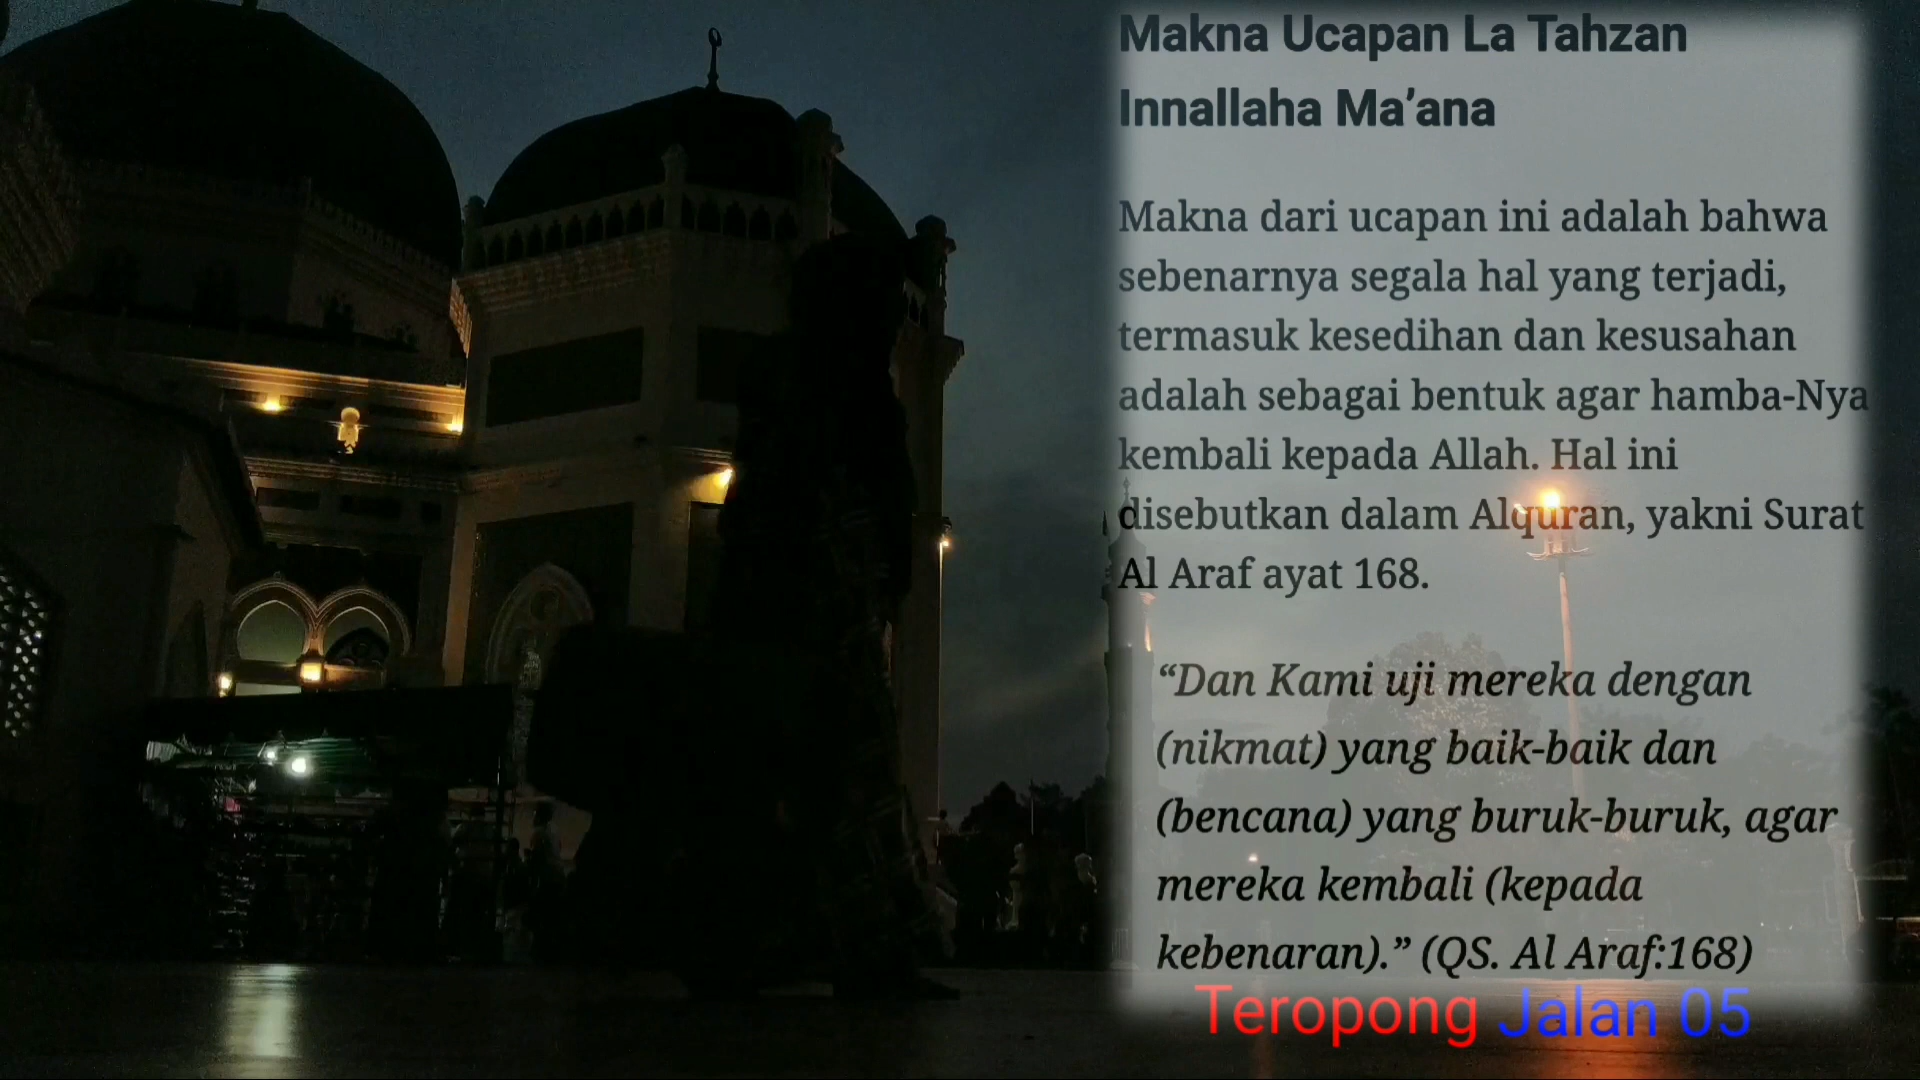 Makna Ucapan La Tahzan
Innallaha Ma’ana
Makna dari ucapan ini adalah bahwa
sebenarnya segala hal yang terjadi,
termasuk kesedihan dan kesusahan
adalah sebagai bentuk agar hamba-Nya
kembali kepada Allah. Hal ini
disebutkan dalam Alquran, yakni Surat
Al Araf ayat 168.
“Dan Kami uji mereka dengan
(nikmat) yang baik-baik dan
(bencana) yang buruk-buruk, agar
mereka kembali (kepada
kebenaran).” (QS. Al Araf:168)
Teropong Jalan 05